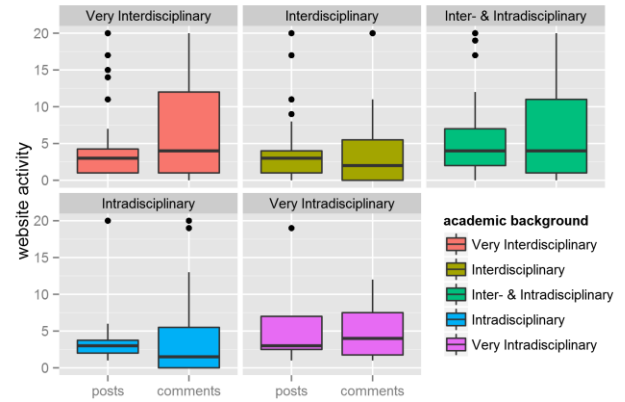 Very Interdisciplinary
Interdisciplinary
Inter- & Intradisciplinary
20
15
10
5
0
website activity
Intradisciplinary
Very Intradisciplinary
20
15
10
5
0
posts
comments
posts
comments
academic background
Very Interdisciplinary
Interdisciplinary
Inter- & Intradisciplinary
Intradisciplinary
Very Intradisciplinary